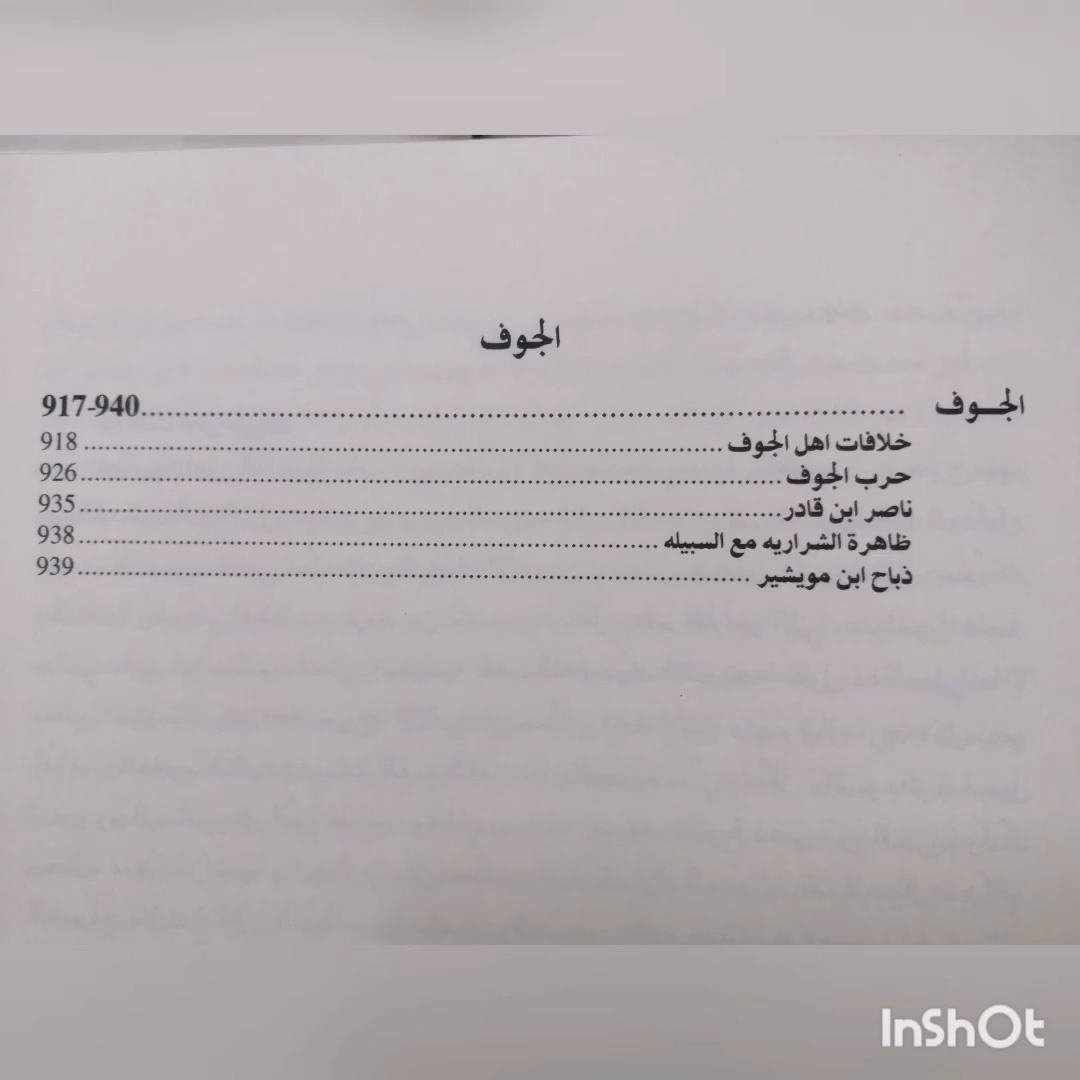 الجوف
الجـوف ........ 917-940
خلافات اهل الجوف ........ 918
حرب الجوف ........ 926
ناصر ابن قادر ........ 935
ظاهرة الشراريه مع السبيله ........ 938
ذباح ابن مويشير ........ 939
InShOt